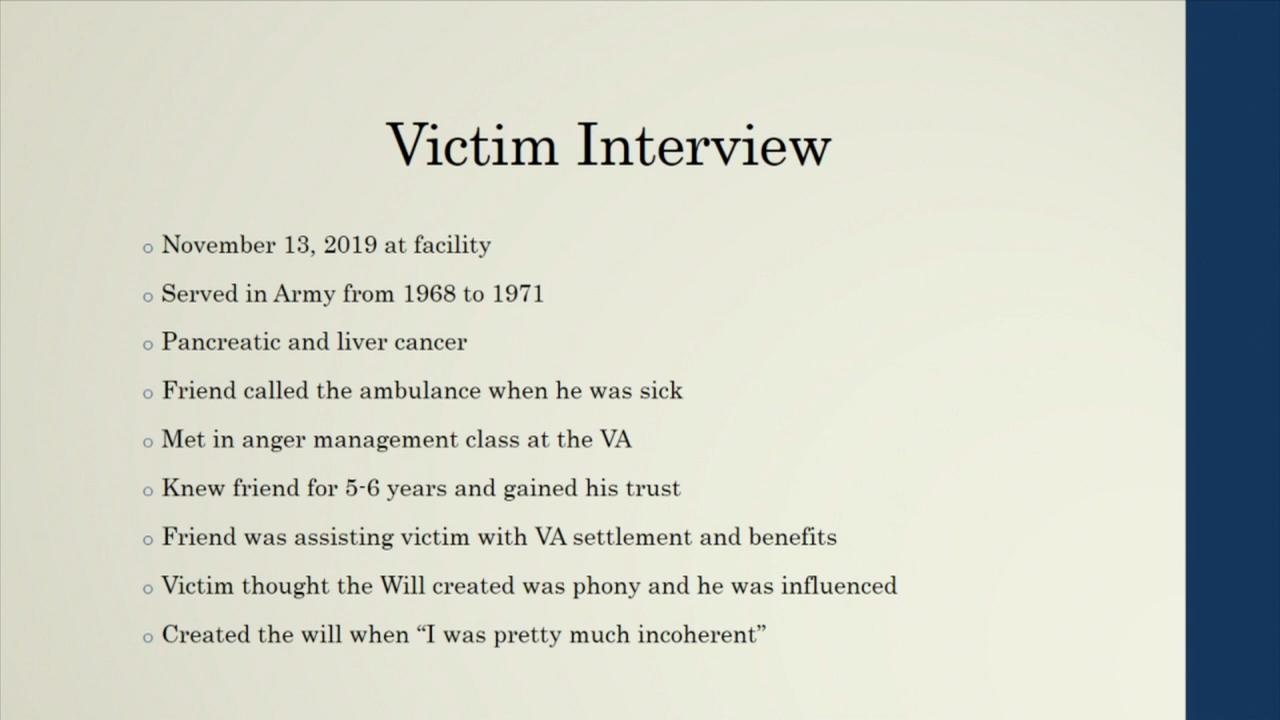 Victim Interview
November 13, 2019 at facility
Served in Army from 1968 to 1971
Pancreatic and liver cancer
Friend called the ambulance when he was sick
Met in anger management class at the VA
Knew friend for 5-6 years and gained his trust
Friend was assisting victim with VA settlement and benefits
Victim thought the Will created was phony and he was influenced
Created the will when “I was pretty much incoherent”